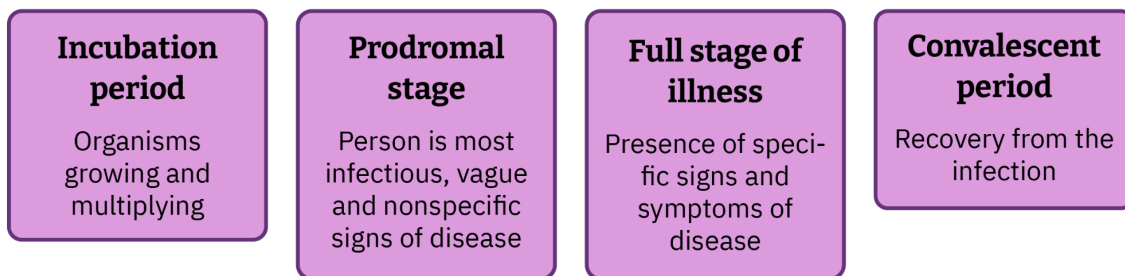 Incubation
period
Organisms
growing and
multiplying
Prodromal
stage
Person is most
infectious, vague
and nonspecific
signs of disease
Full stage of
illness
Presence of speci-
fic signs and
symptoms of
disease
Convalescent
period
Recovery from the
infection